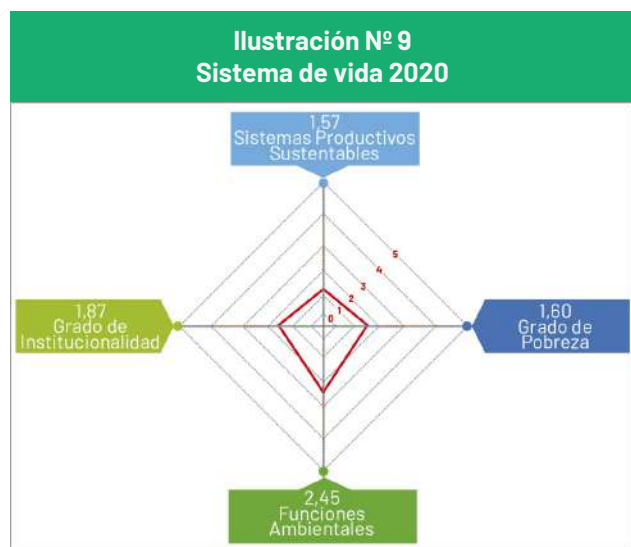 Ilustración Nº 9
Sistema de vida 2020
1,57
Sistemas Productivos
Sustentables
5
4
3
2
1
0
1,87
Grado de
Institucionalidad
1,60
Grado de
Pobreza
2,45
Funciones
Ambientales